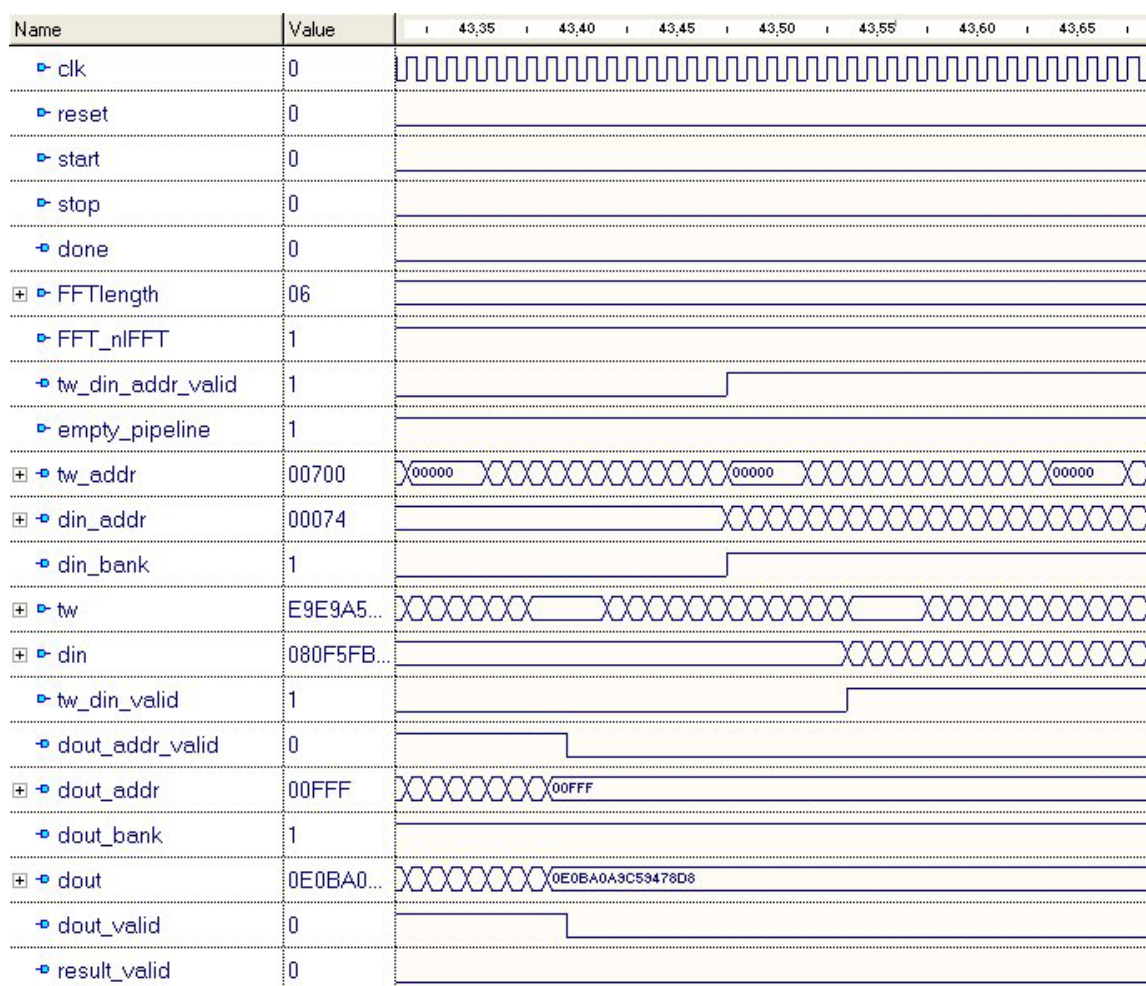 Name Value 43,35 43,40 43,45 43,50 43,55 43,60 43,65
clk 0
reset 0
start 0
stop 0
done 0
FFTlength 06
FFT_nIFFT 1
tw_din_addr_valid 1
empty_pipeline 1
tw_addr 00700 00000 00000 00000
din_addr 00074
din_bank 1
tw E9E9A5...
din 080F5FB...
tw_din_valid 1
dout_addr_valid 0
dout_addr 00FFF 00FFF
dout_bank 1
dout 0E0BA0... 0E0BA0A9C59478D8
dout_valid 0
result_valid 0